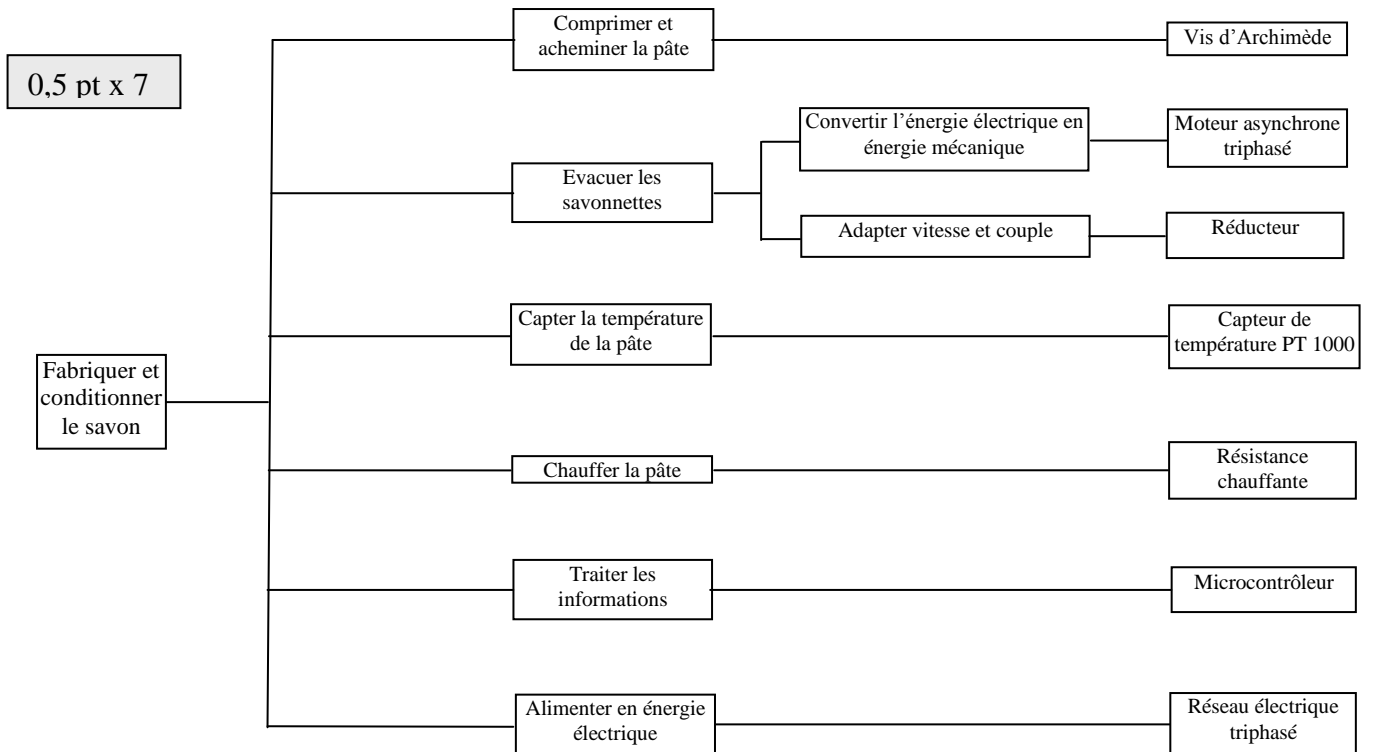 Comprimer et
acheminer la pâte
Vis d'Archimède
0,5 pt x 7
Convertir l'énergie électrique en
énergie mécanique
Moteur asynchrone
triphasé
Evacuer les
savonnettes
Adapter vitesse et couple
Réducteur
Capter la température
de la pâte
Capteur de
température PT 1000
Fabriquer et
conditionner
le savon
Chauffer la pâte
Résistance
chauffante
Traiter les
informations
Microcontrôleur
Alimenter en énergie
électrique
Réseau électrique
triphasé